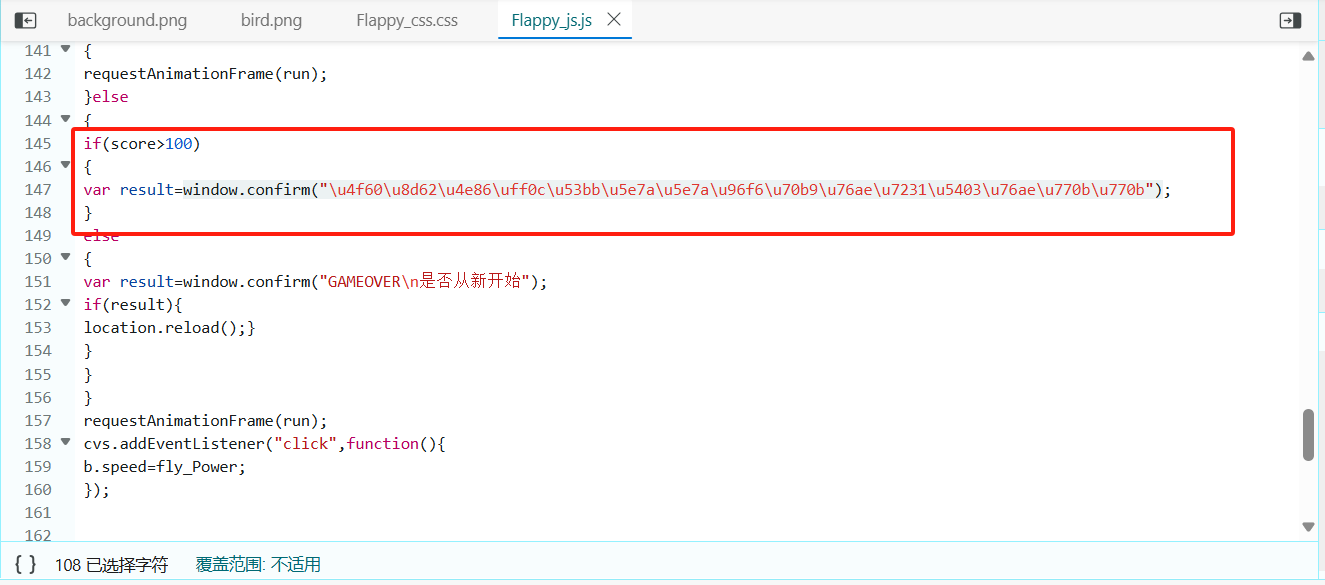 background.png bird.png Flappy_css.css Flappy_js.js
141 {
142 requestAnimationFrame(run);
143 }else
144 {
145 if(score>100)
146 {
147 var result=window.confirm("\u4f60\u8d62\u4e86\uff0c\u53bb\u5e7a\u5e7a\u96f6\u70b9\u76ae\u7231\u5403\u76ae\u770b\u770b");
148 }
149 else
150 {
151 var result=window.confirm("GAMEOVER\n是否从新开始");
152 if(result){
153 location.reload();}
154 }
155 }
156 }
157 requestAnimationFrame(run);
158 cvs.addEventListener("click",function(){
159 b.speed=fly_Power;
160 });
161
162
{ } 108 已选择字符 覆盖范围: 不适用